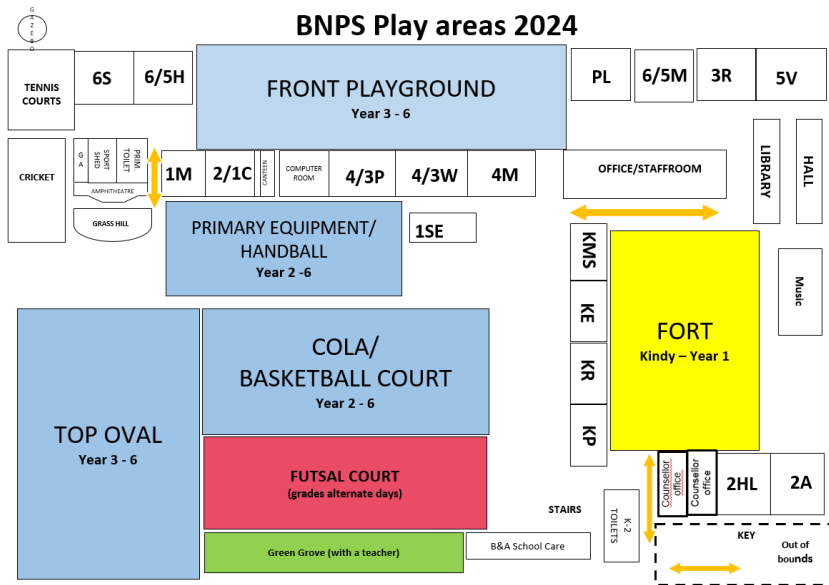 BNPS Play areas 2024
GAZEBO
TENNIS
COURTS
6S
6/5H
FRONT PLAYGROUND
Year 3 - 6
PL
6/5M
3R
5V
CRICKET
GA
SPORT
SHED
PRIM.
TOILET
AMPHITHEATRE
GRASS HILL
1M
2/1C
CANTEEN
COMPUTER
ROOM
4/3P
4/3W
4M
OFFICE/STAFFROOM
LIBRARY
HALL
PRIMARY EQUIPMENT/
HANDBALL
Year 2 -6
1SE
KMS
KE
KR
KP
FORT
Kindy – Year 1
Music
TOP OVAL
Year 3 - 6
COLA/
BASKETBALL COURT
Year 2 - 6
FUTSAL COURT
(grades alternate days)
Green Grove (with a teacher)
B&A School Care
STAIRS
K-2
TOILETS
Counsellor
office
Counsellor
office
2HL
2A
KEY
Out of
bounds